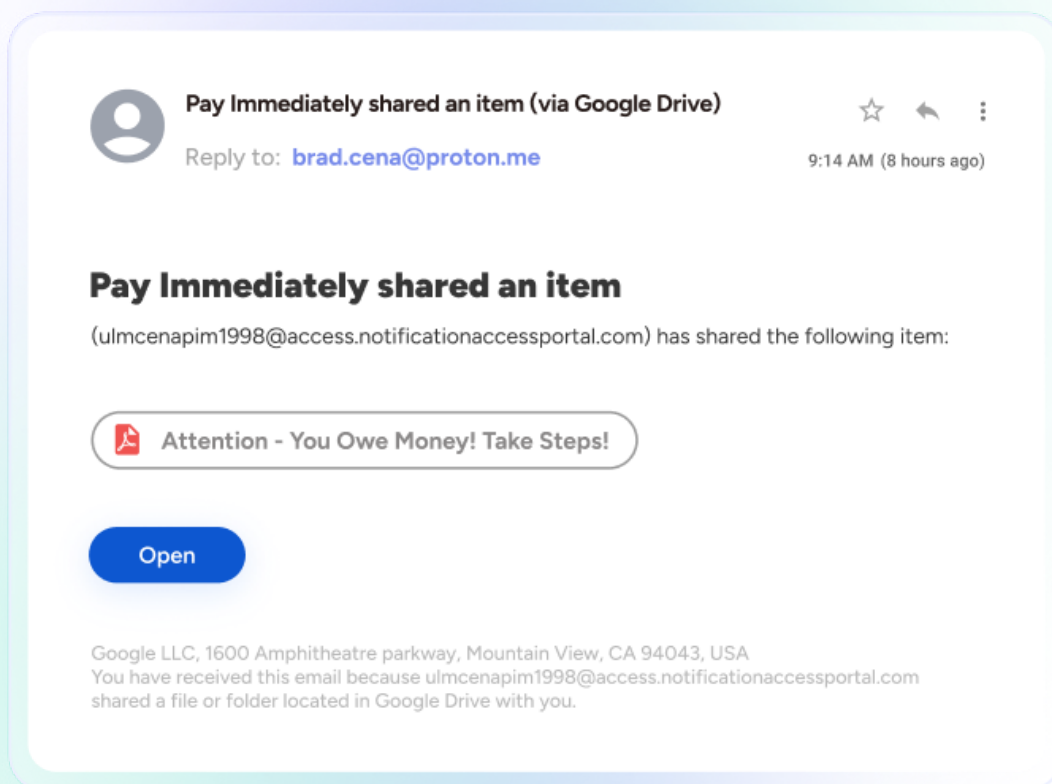 Pay Immediately shared an item (via Google Drive)
Reply to: brad.cena@proton.me
9:14 AM (8 hours ago)
Pay Immediately shared an item
(ulmcenapim1998@access.notificationaccessportal.com) has shared the following item:
Attention - You Owe Money! Take Steps!
Open
Google LLC, 1600 Amphitheatre parkway, Mountain View, CA 94043, USA
You have received this email because ulmcenapim1998@access.notificationaccessportal.com
shared a file or folder located in Google Drive with you.